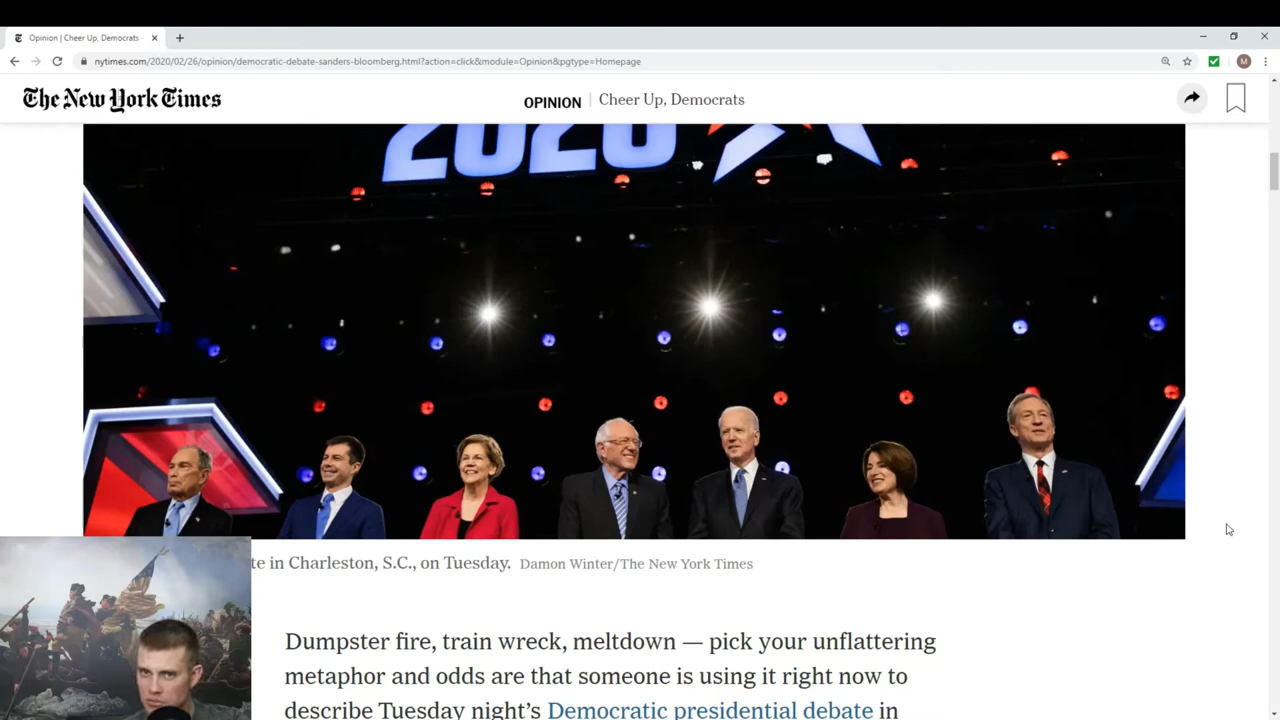 Opinion | Cheer Up, Democrats -
nytimes.com/2020/02/26/opinion/democratic-debate-sanders-bloomberg.html?action=click&module=Opinion&pgtype=Homepage
M
The New York Times
OPINION | Cheer Up, Democrats
2020
te in Charleston, S.C., on Tuesday. Damon Winter/The New York Times
Dumpster fire, train wreck, meltdown — pick your unflattering
metaphor and odds are that someone is using it right now to
describe Tuesday night's Democratic presidential debate in